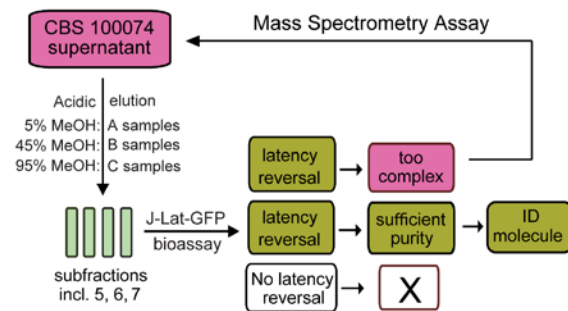 CBS 100074
supernatant
Mass Spectrometry Assay
Acidic elution
5% MeOH: A samples
45% MeOH: B samples
95% MeOH: C samples
latency
reversal
too
complex
J-Lat-GFP
bioassay
latency
reversal
sufficient
purity
ID
molecule
subfractions
incl. 5, 6, 7
No latency
reversal
X